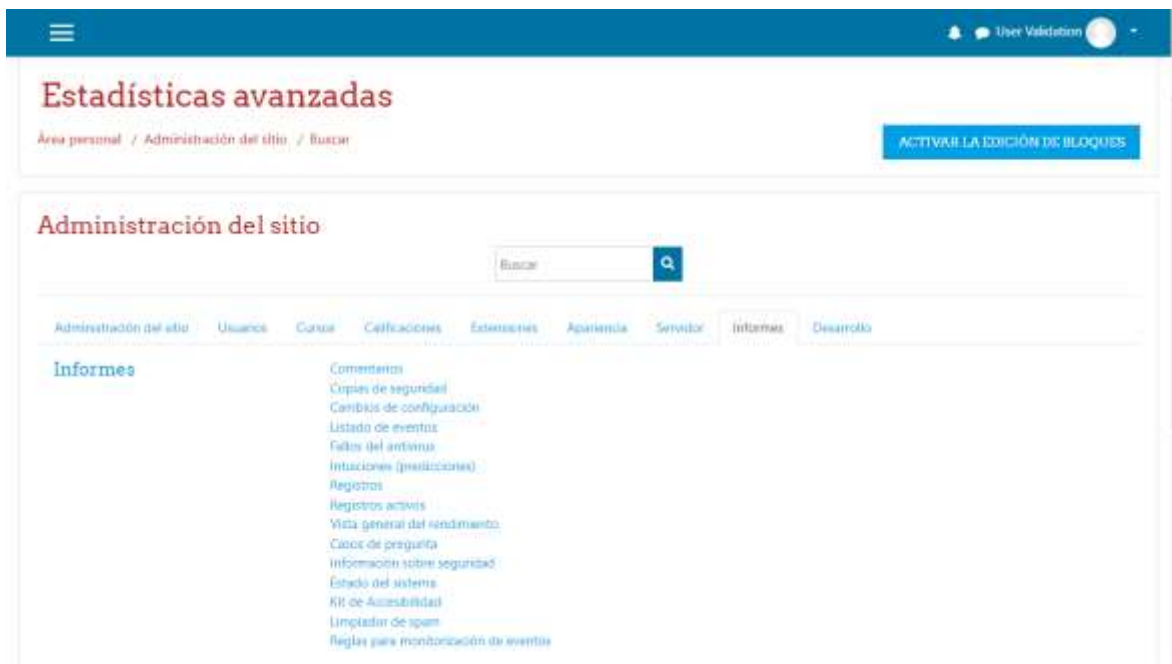 User Validation
Estadísticas avanzadas
Área personal / Administración del sitio / Buscar
ACTIVAR LA EDICIÓN DE BLOQUES
Administración del sitio
Buscar
Administración del sitio Usuarios Cursos Calificaciones Extensiones Apariencia Servidor Informes Desarrollo
Informes
Comentarios
Copias de seguridad
Cambios de configuración
Listado de eventos
Fallos del antivirus
Intuiciones (predicciones)
Registros
Registros activos
Vista general del rendimiento
Casos de pregunta
Información sobre seguridad
Estado del sistema
Kit de Accesibilidad
Limpiador de spam
Reglas para monitorización de eventos